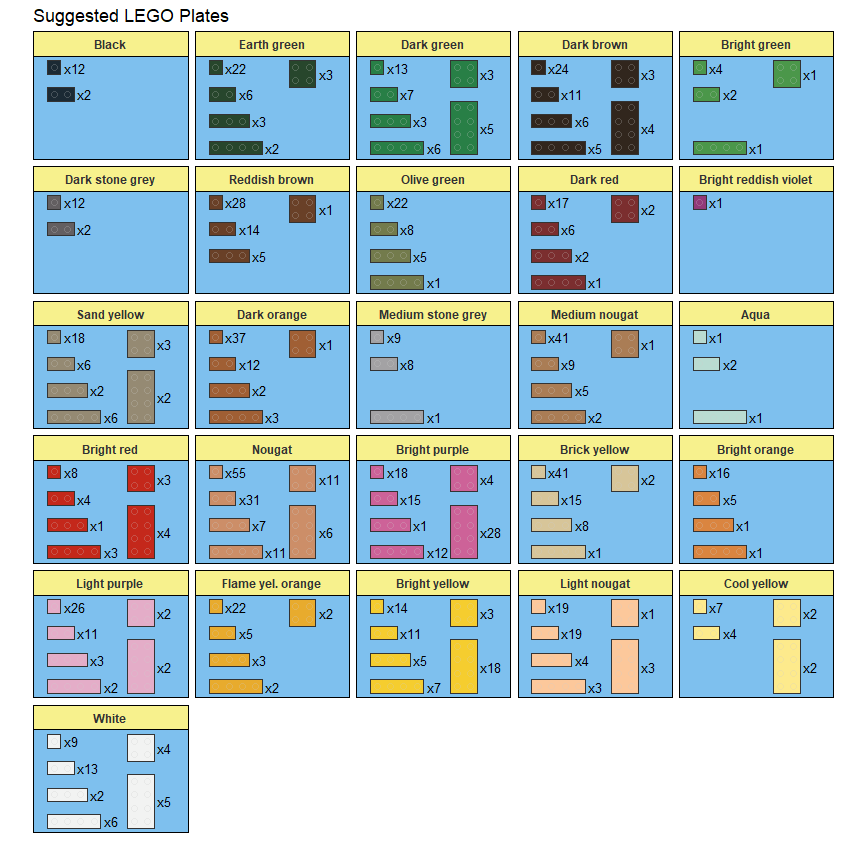 Suggested LEGO Plates
Black
x12
x2
Earth green
x22
x6
x3
x2
x3
Dark green
x13
x7
x3
x6
x3
x5
Dark brown
x24
x11
x6
x5
x3
x4
Bright green
x4
x2
x1
x1
Dark stone grey
x12
x2
Reddish brown
x28
x14
x5
x1
Olive green
x22
x8
x5
x1
Dark red
x17
x6
x2
x1
x2
Bright reddish violet
x1
Sand yellow
x18
x6
x2
x6
x3
x2
Dark orange
x37
x12
x2
x3
x1
Medium stone grey
x9
x8
x1
Medium nougat
x41
x9
x5
x2
x1
Aqua
x1
x2
x1
Bright red
x8
x4
x1
x3
x3
x4
Nougat
x55
x31
x7
x11
x11
x6
Bright purple
x18
x15
x1
x12
x4
x28
Brick yellow
x41
x15
x8
x1
x2
Bright orange
x16
x5
x1
x1
Light purple
x26
x11
x3
x2
x2
x2
Flame yel. orange
x22
x5
x3
x2
x2
Bright yellow
x14
x11
x5
x7
x3
x18
Light nougat
x19
x19
x4
x3
x1
x3
Cool yellow
x7
x4
x2
x2
White
x9
x13
x2
x6
x4
x5